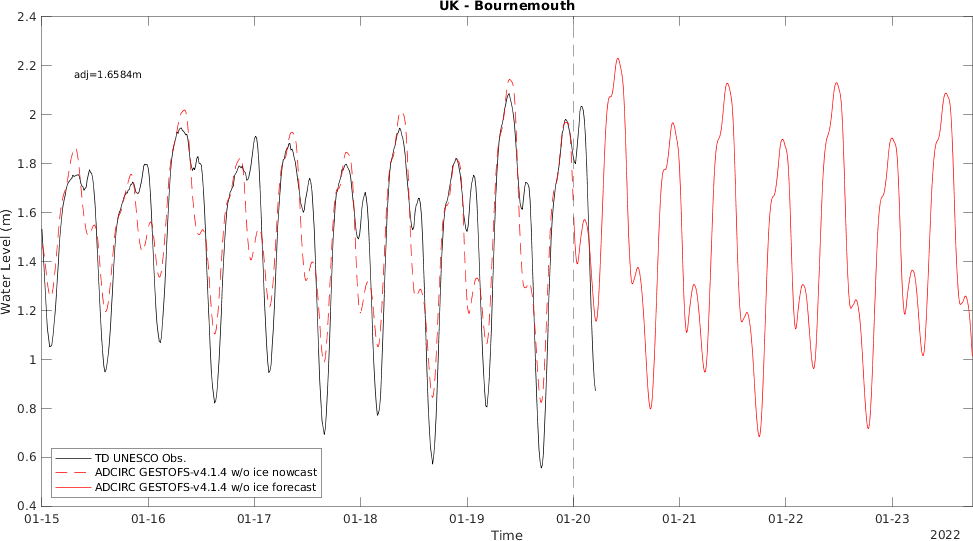 UK - Bournemouth
adj=1.6584m
Water Level (m)
2.4
2.2
2
1.8
1.6
1.4
1.2
1
0.8
0.6
0.4
TD UNESCO Obs.
ADCIRC GESTOFS-v4.1.4 w/o ice nowcast
ADCIRC GESTOFS-v4.1.4 w/o ice forecast
01-15 01-16 01-17 01-18 01-19 01-20 01-21 01-22 01-23
Time
2022